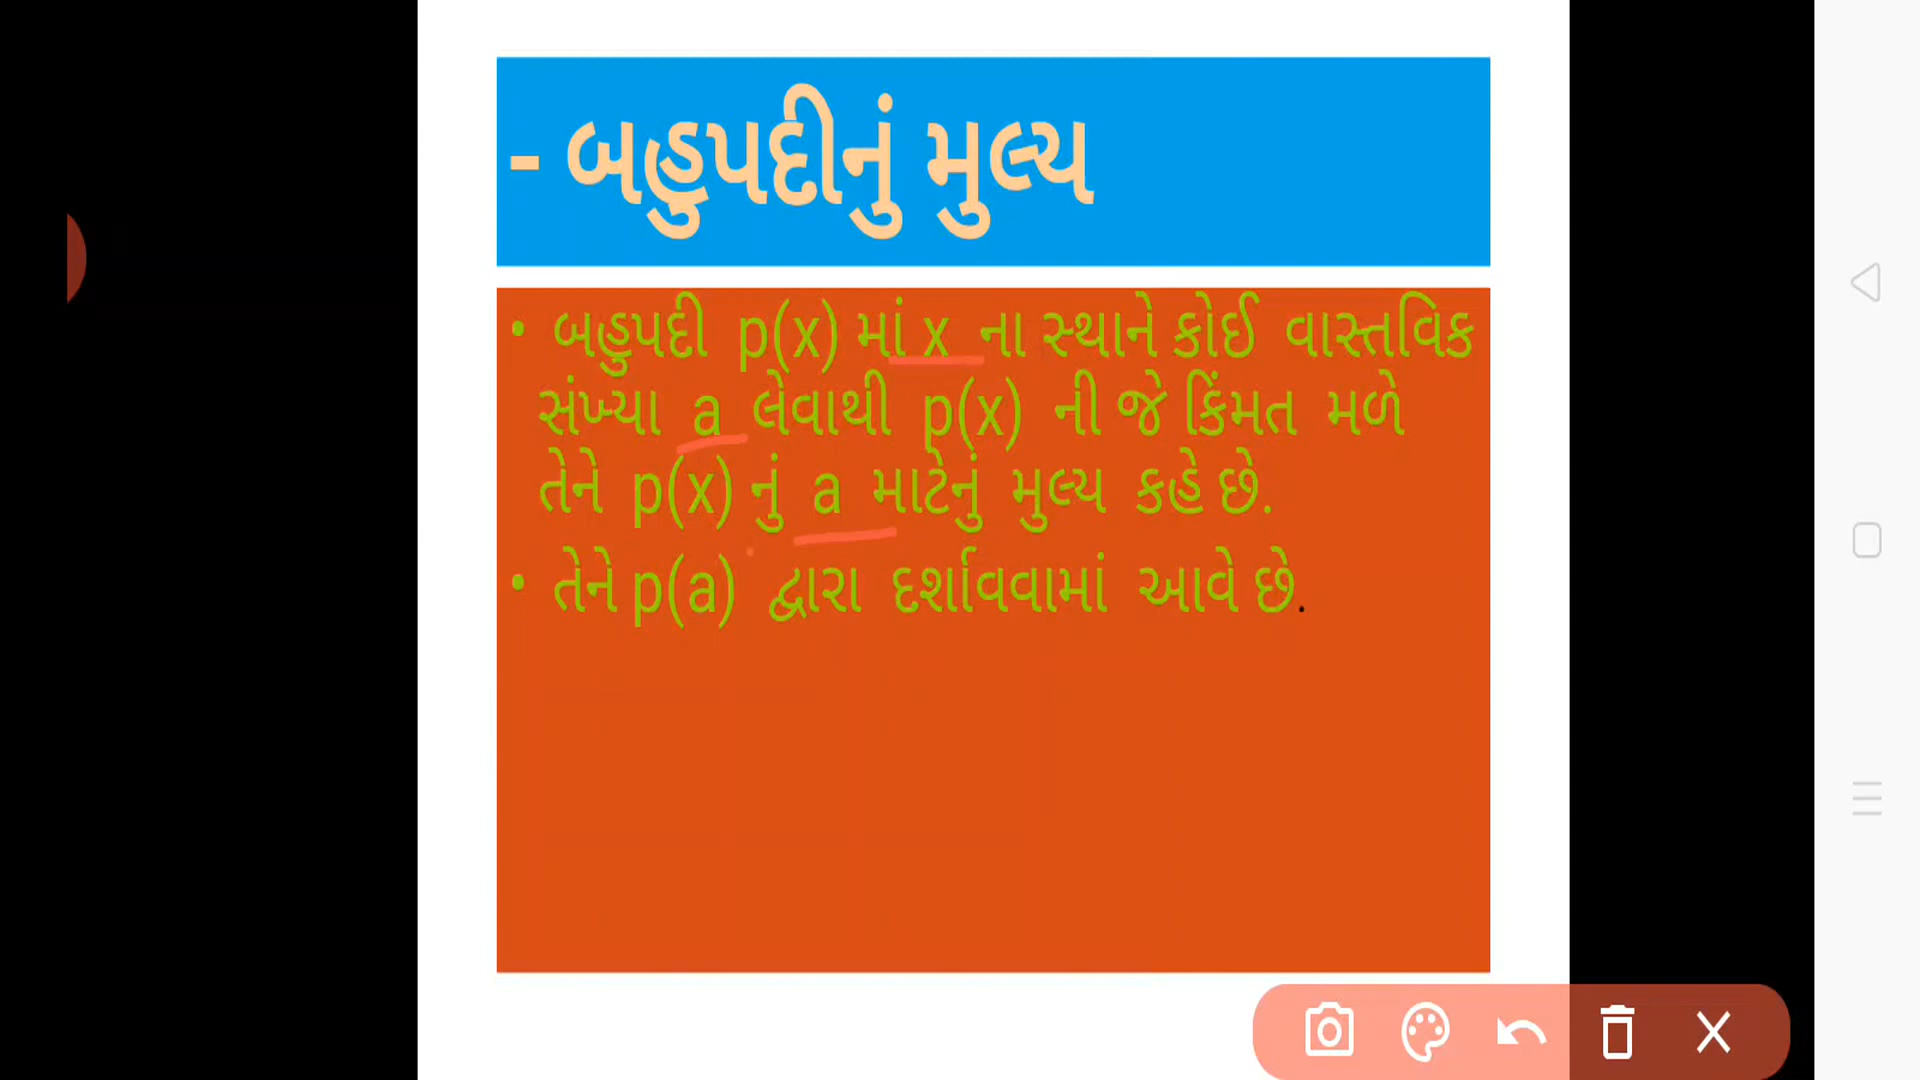 - બહુપદીનું મુલ્ય
• બહુપદી p(x) માં x ના સ્થાને કોઈ વાસ્તવિક
સંખ્યા a લેવાથી p(x) ની જે કિંમત મળે
તેને p(x) નું a માટેનું મુલ્ય કહે છે.
• તેને p(a) દ્વારા દર્શાવવામાં આવે છે.